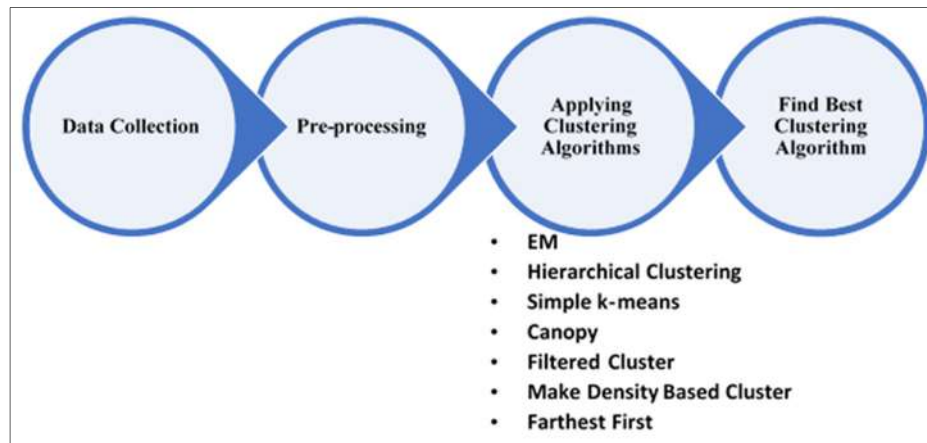 Data Collection
Pre-processing
Applying
Clustering
Algorithms
Find Best
Clustering
Algorithm
• EM
• Hierarchical Clustering
• Simple k-means
• Canopy
• Filtered Cluster
• Make Density Based Cluster
• Farthest First